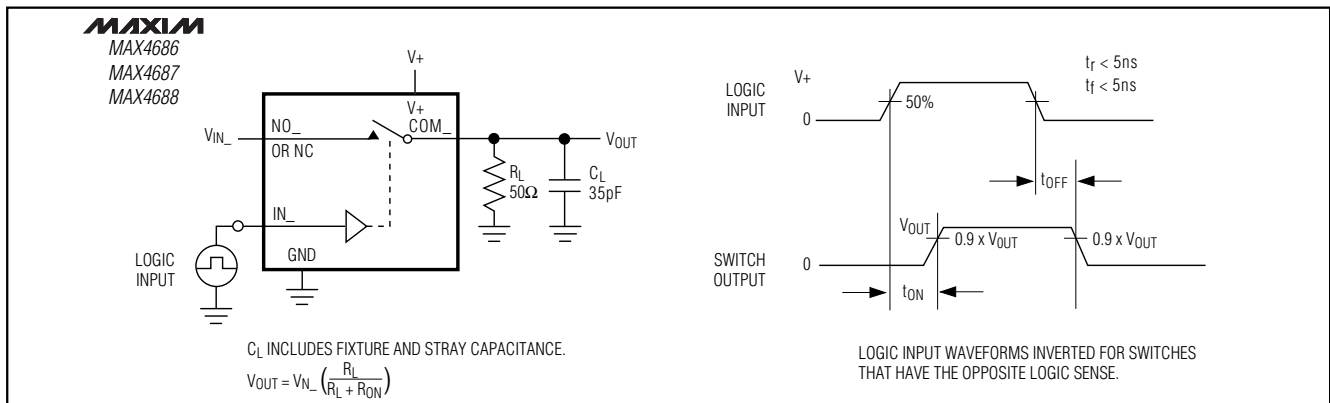 MAXIM
MAX4686
MAX4687
MAX4688
V+
V+
VIN_
NO_
OR NC
COM_
VOUT
RL
50Ω
CL
35pF
IN_
GND
LOGIC
INPUT
CL INCLUDES FIXTURE AND STRAY CAPACITANCE.
VOUT = VN_ (RL / RL + RON)
LOGIC
INPUT
V+
0
50%
tr < 5ns
tf < 5ns
tOFF
SWITCH
OUTPUT
VOUT
0
0.9 x VOUT
0.9 x VOUT
tON
LOGIC INPUT WAVEFORMS INVERTED FOR SWITCHES
THAT HAVE THE OPPOSITE LOGIC SENSE.